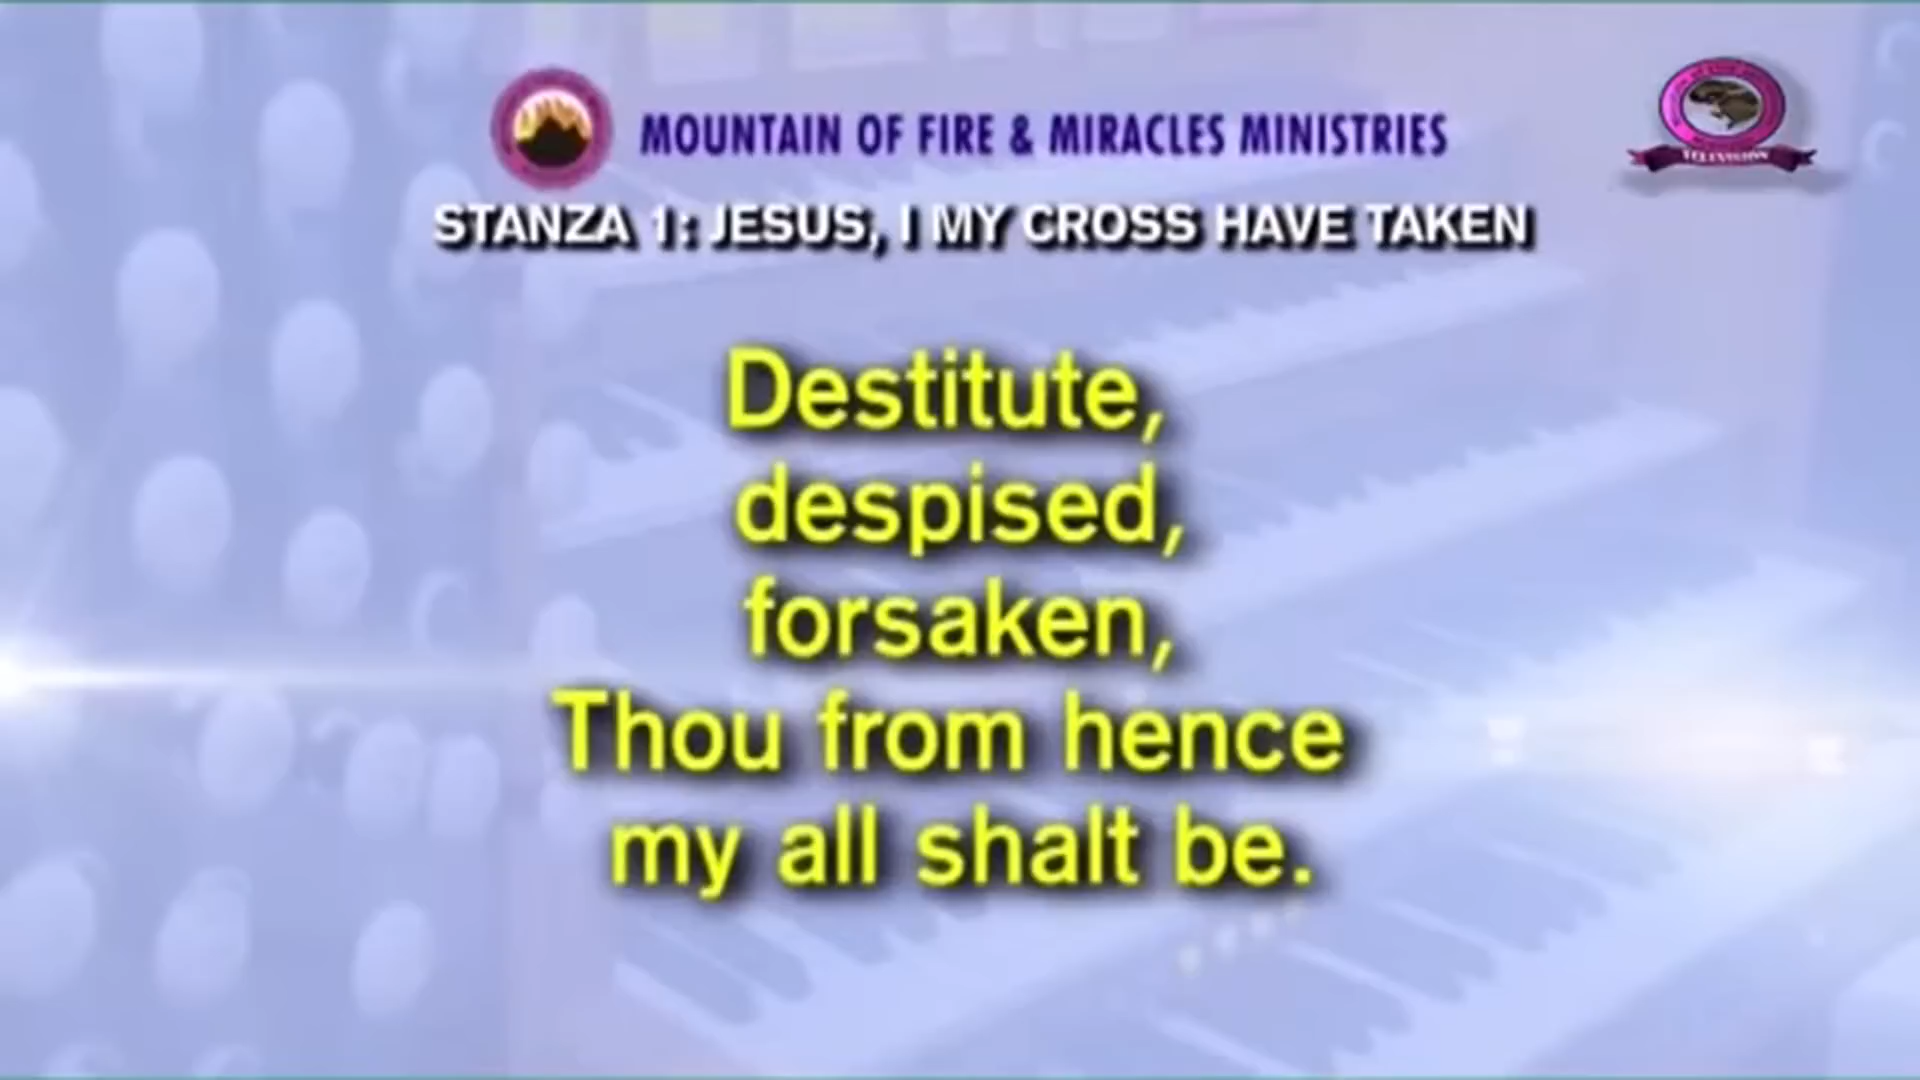 MOUNTAIN OF FIRE & MIRACLES MINISTRIES
TELEVISION
STANZA 1: JESUS, I MY CROSS HAVE TAKEN
Destitute,
despised,
forsaken,
Thou from hence
my all shalt be.